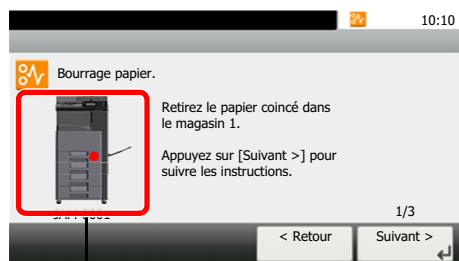 10:10
Bourrage papier.
Retirez le papier coincé dans
le magasin 1.
Appuyez sur [Suivant >] pour
suivre les instructions.
1/3
< Retour
Suivant >